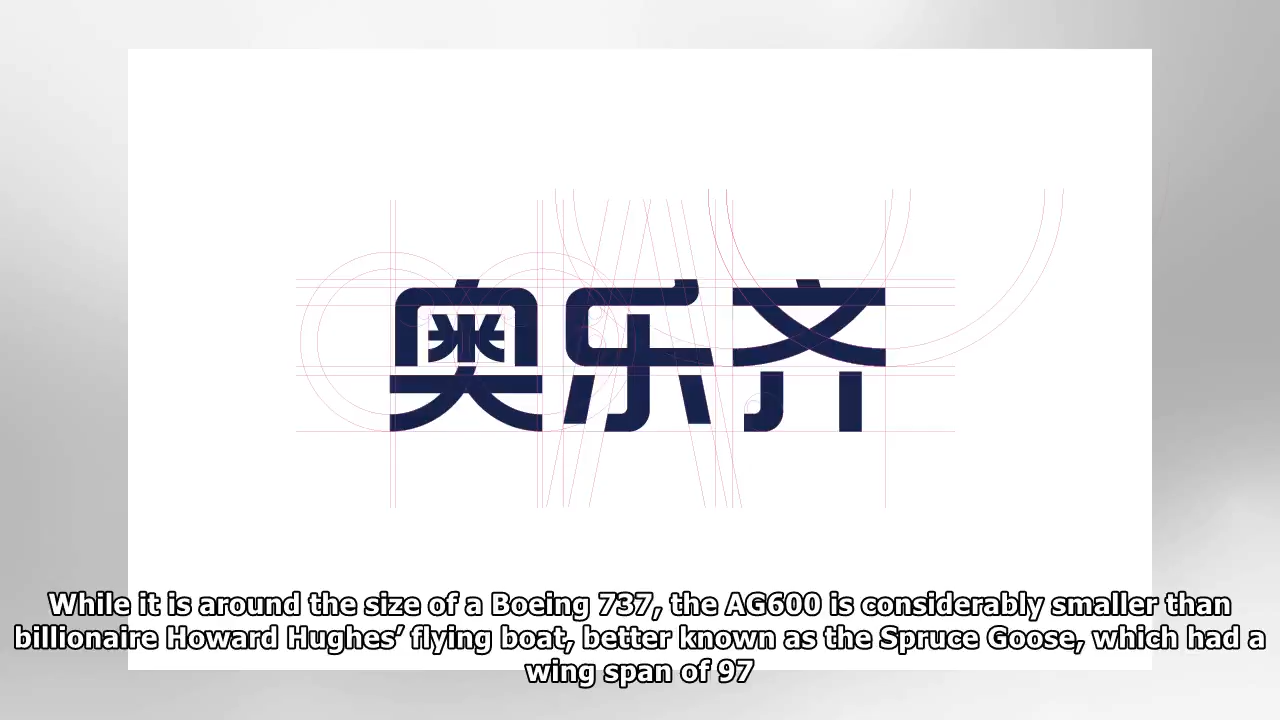 奥乐齐
While it is around the size of a Boeing 737, the AG600 is considerably smaller than
billionaire Howard Hughes’ flying boat, better known as the Spruce Goose, which had a
wing span of 97